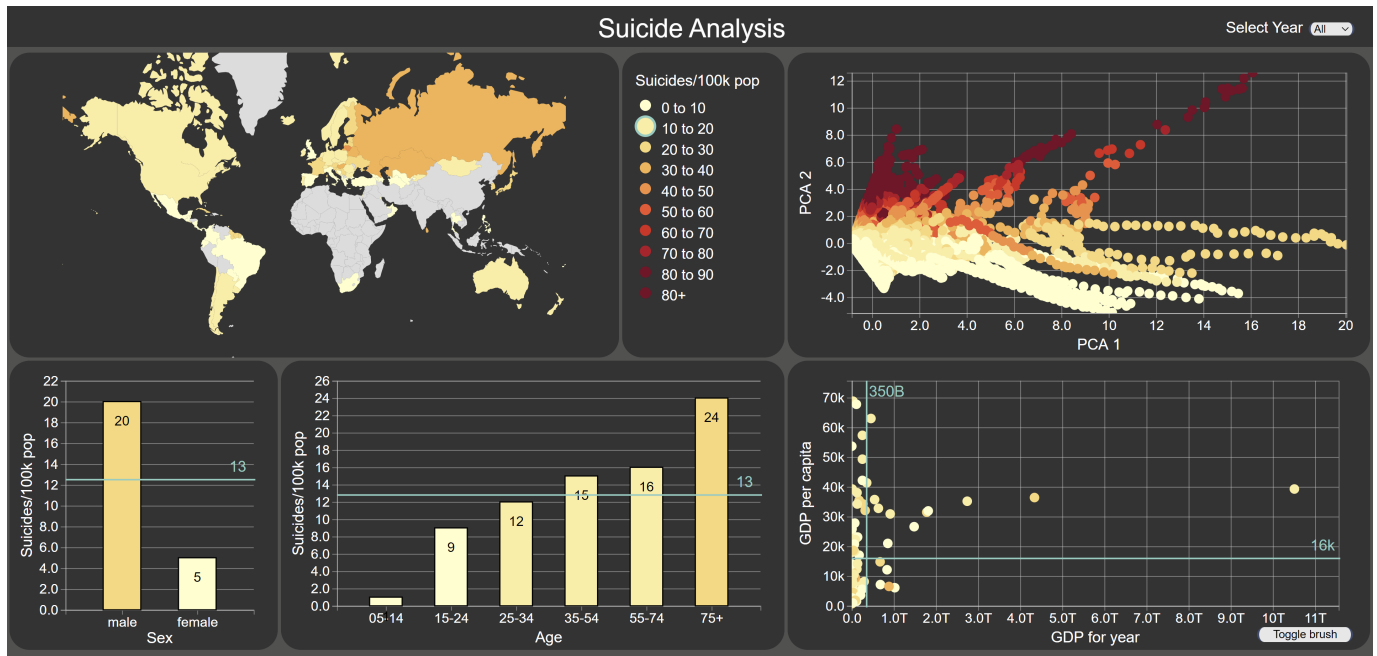 Suicide Analysis
Select Year All
Suicides/100k pop
0 to 10
10 to 20
20 to 30
30 to 40
40 to 50
50 to 60
60 to 70
70 to 80
80 to 90
80+
PCA 2
12
10
8.0
6.0
4.0
2.0
0.0
-2.0
-4.0
0.0 2.0 4.0 6.0 8.0 10 12 14 16 18 20
PCA 1
Suicides/100k pop
22
20
18
16
14
12
10
8.0
6.0
4.0
2.0
0.0
20
13
5
male female
Sex
Suicides/100k pop
26
24
22
20
18
16
14
12
10
8.0
6.0
4.0
2.0
0.0
9
12
15
16
24
13
05-14 15-24 25-34 35-54 55-74 75+
Age
GDP per capita
70k
60k
50k
40k
30k
20k
10k
0.0
350B
16k
0.0 1.0T 2.0T 3.0T 4.0T 5.0T 6.0T 7.0T 8.0T 9.0T 10T 11T
GDP for year
Toggle brush